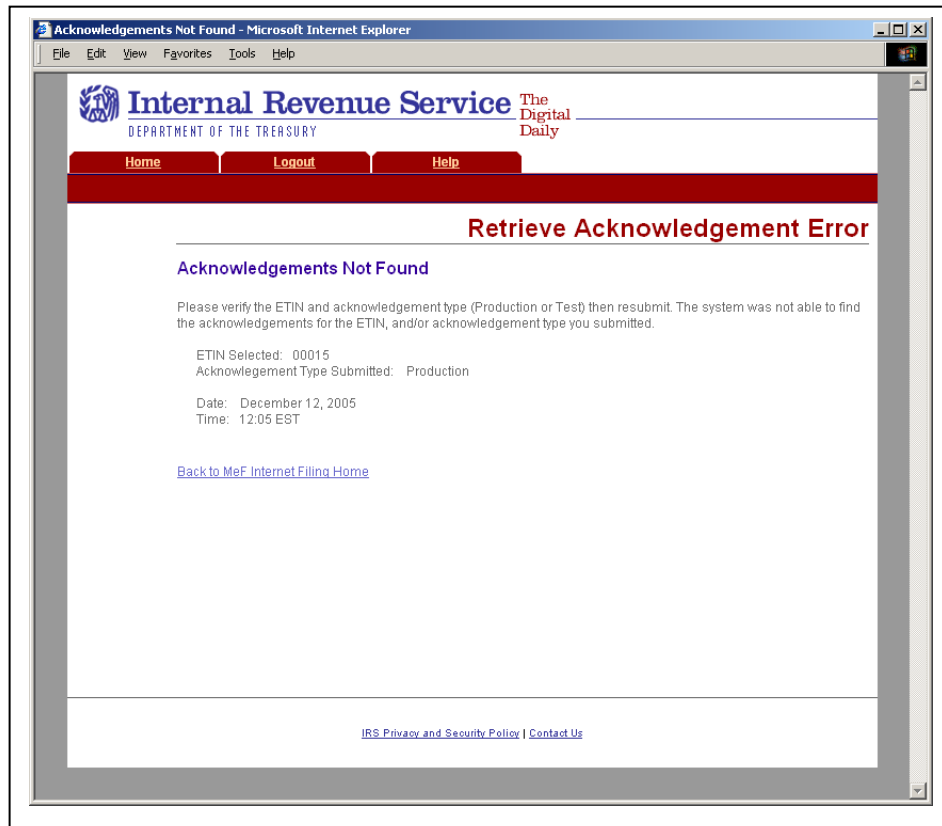 Acknowledgements Not Found - Microsoft Internet Explorer
File Edit View Favorites Tools Help
Internal Revenue Service
DEPARTMENT OF THE TREASURY
The
Digital
Daily
Home Logout Help
Retrieve Acknowledgement Error
Acknowledgements Not Found
Please verify the ETIN and acknowledgement type (Production or Test) then resubmit. The system was not able to find
the acknowledgements for the ETIN, and/or acknowledgement type you submitted.
ETIN Selected: 00015
Acknowlegement Type Submitted: Production
Date: December 12, 2005
Time: 12:05 EST
Back to MeF Internet Filing Home
IRS Privacy and Security Policy | Contact Us